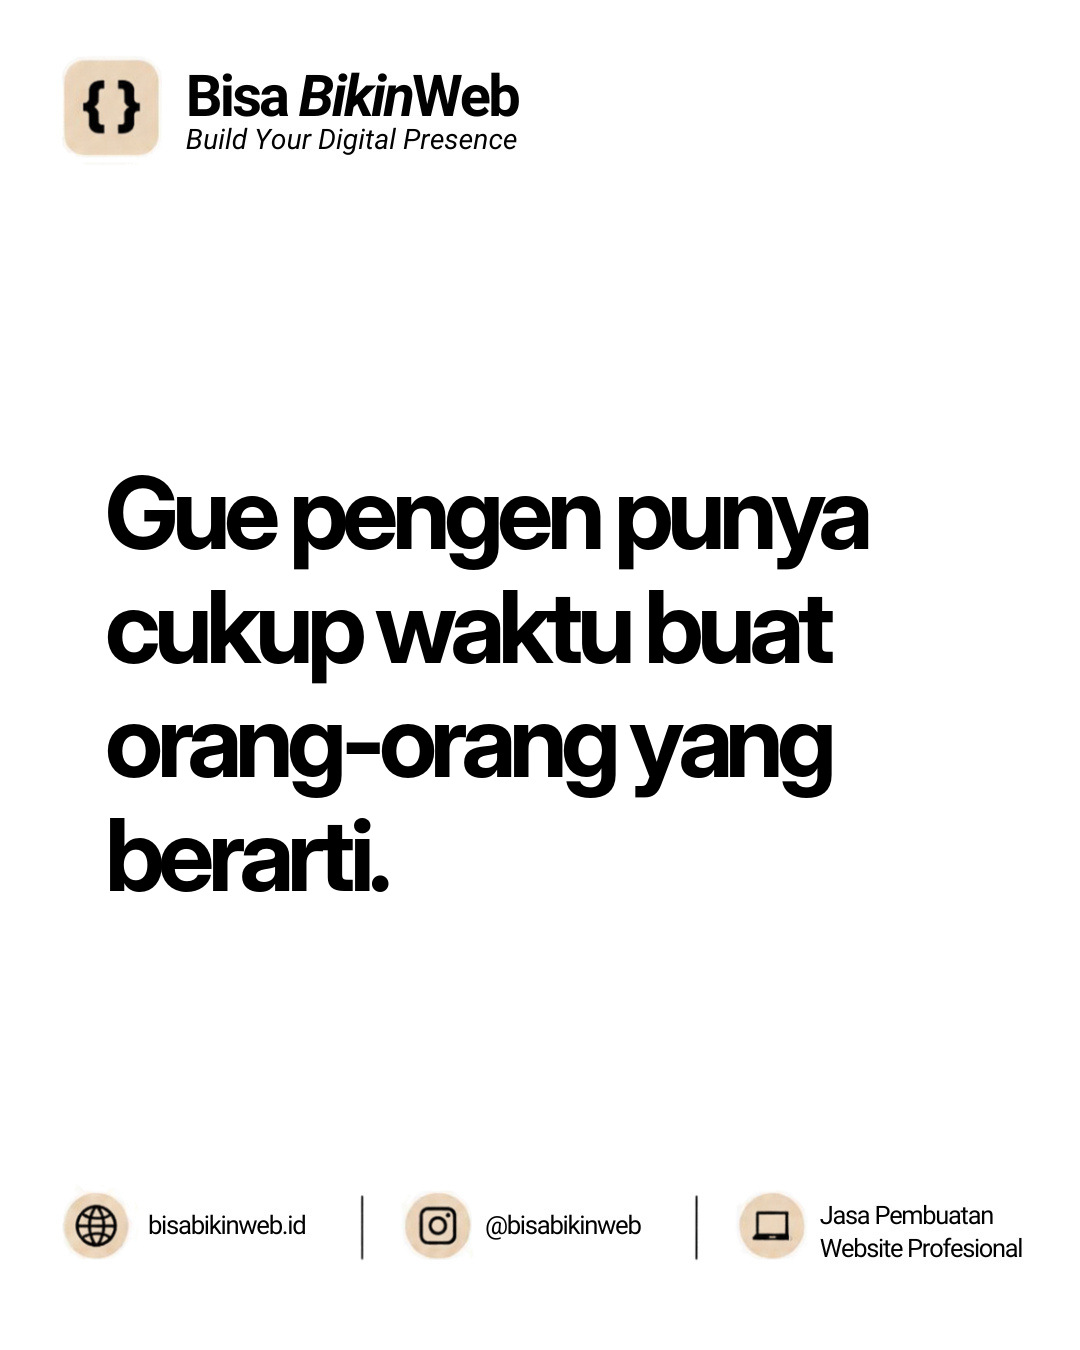 { }
Bisa BikinWeb
Build Your Digital Presence
Gue pengen punya
cukup waktu buat
orang-orang yang
berarti.
bisabikinweb.id
@bisabikinweb
Jasa Pembuatan
Website Profesional